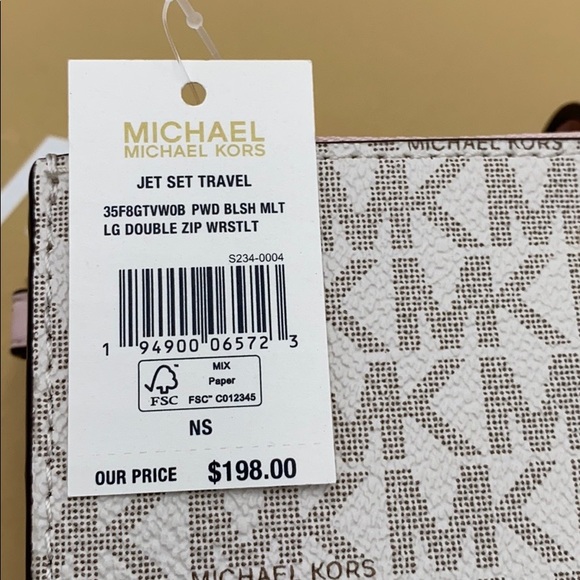 MICHAEL
MICHAEL KORS
JET SET TRAVEL
35F8GTVW0B PWD BLSH MLT
LG DOUBLE ZIP WRSTLT
S234-0004
1 94900 06572 3
FSC
MIX
Paper
FSC™ C012345
NS
OUR PRICE $198.00
MICHAEL KORS
MICHAEL KORS